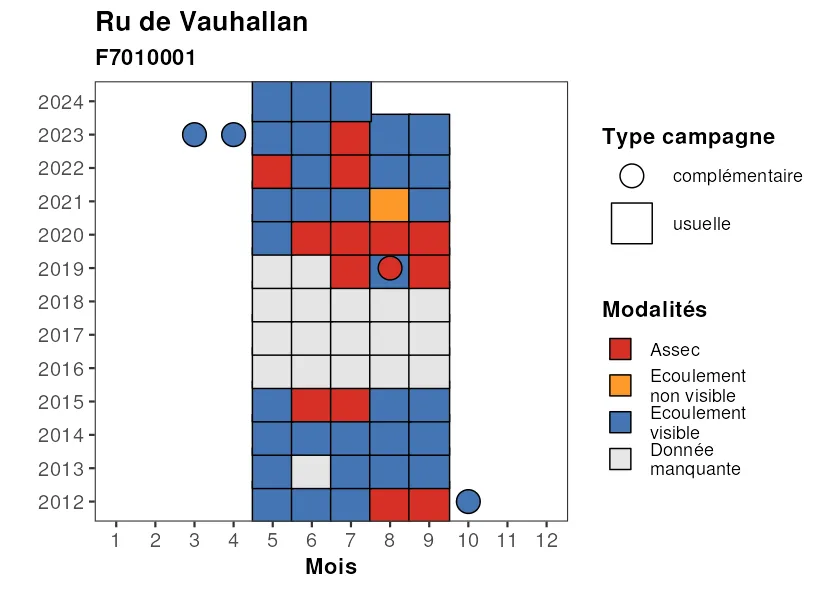 Ru de Vauhallan
F7010001
2024
2023
2022
2021
2020
2019
2018
2017
2016
2015
2014
2013
2012
1 2 3 4 5 6 7 8 9 10 11 12
Mois
Type campagne
complémentaire
usuelle
Modalités
Assec
Ecoulement
non visible
Ecoulement
visible
Donnée
manquante